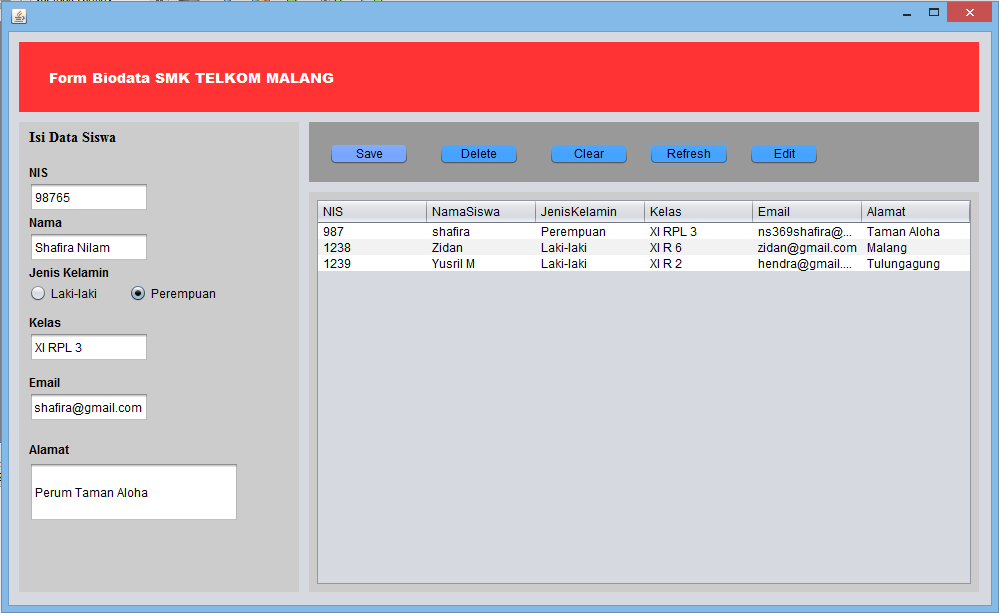 Form Biodata SMK TELKOM MALANG
Isi Data Siswa
NIS
98765
Nama
Shafira Nilam
Jenis Kelamin
Laki-laki Perempuan
Kelas
XI RPL 3
Email
shafira@gmail.com
Alamat
Perum Taman Aloha
Save Delete Clear Refresh Edit
NIS NamaSiswa JenisKelamin Kelas Email Alamat
987 shafira Perempuan XI RPL 3 ns369shafira@... Taman Aloha
1238 Zidan Laki-laki XI R 6 zidan@gmail.com Malang
1239 Yusril M Laki-laki XI R 2 hendra@gmail.... Tulungagung